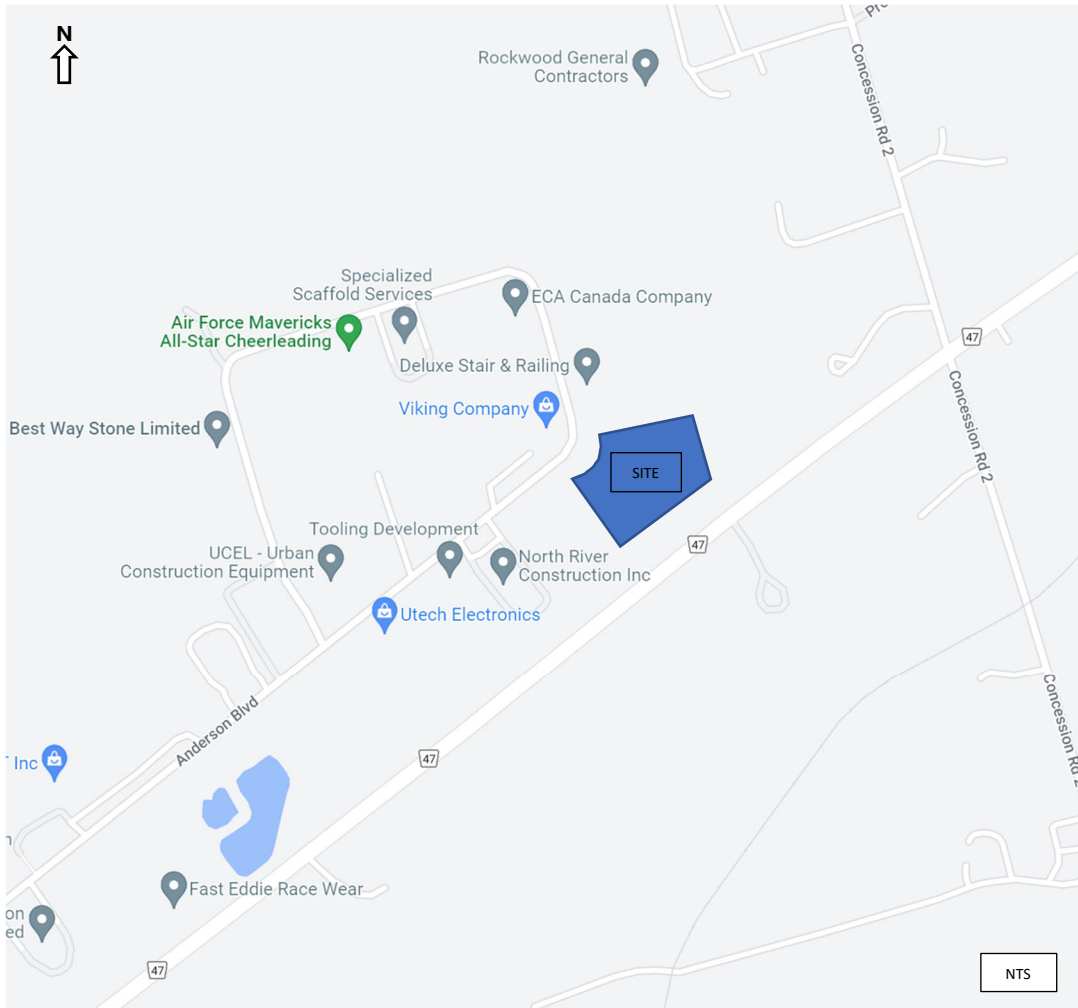 N
Rockwood General
Contractors
Concession Rd 2
Specialized
Scaffold Services
ECA Canada Company
Air Force Mavericks
All-Star Cheerleading
47
Deluxe Stair & Railing
Concession Rd 2
Viking Company
Best Way Stone Limited
SITE
Tooling Development
47
UCEL - Urban
Construction Equipment
North River
Construction Inc
Utech Electronics
Concession Rd 2
Anderson Blvd
47
Inc
Fast Eddie Race Wear
on
ed
47
NTS